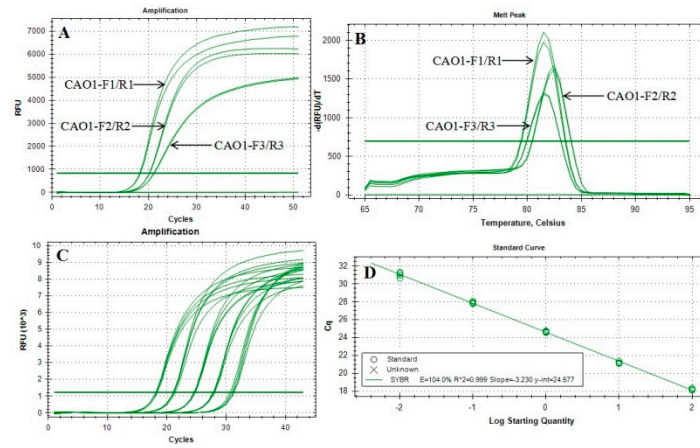 Amplification
A
7000
6000
5000
4000
3000
2000
1000
0
RFU
CAO1-F1/R1
CAO1-F2/R2
CAO1-F3/R3
0 10 20 30 40 50
Cycles
Melt Peak
B
2000
1500
1000
500
0
-d(RFU)/dT
CAO1-F1/R1
CAO1-F2/R2
CAO1-F3/R3
65 70 75 80 85 90 95
Temperature, Celsius
Amplification
C
10
9
8
7
6
5
4
3
2
1
0
RFU (10^3)
0 10 20 30 40
Cycles
Standard Curve
D
32
30
28
26
24
22
20
18
Cq
Standard
Unknown
SYBR E=104.0% R^2=0.999 Slope=-3.230 y-int=24.577
-2 -1 0 1 2
Log Starting Quantity